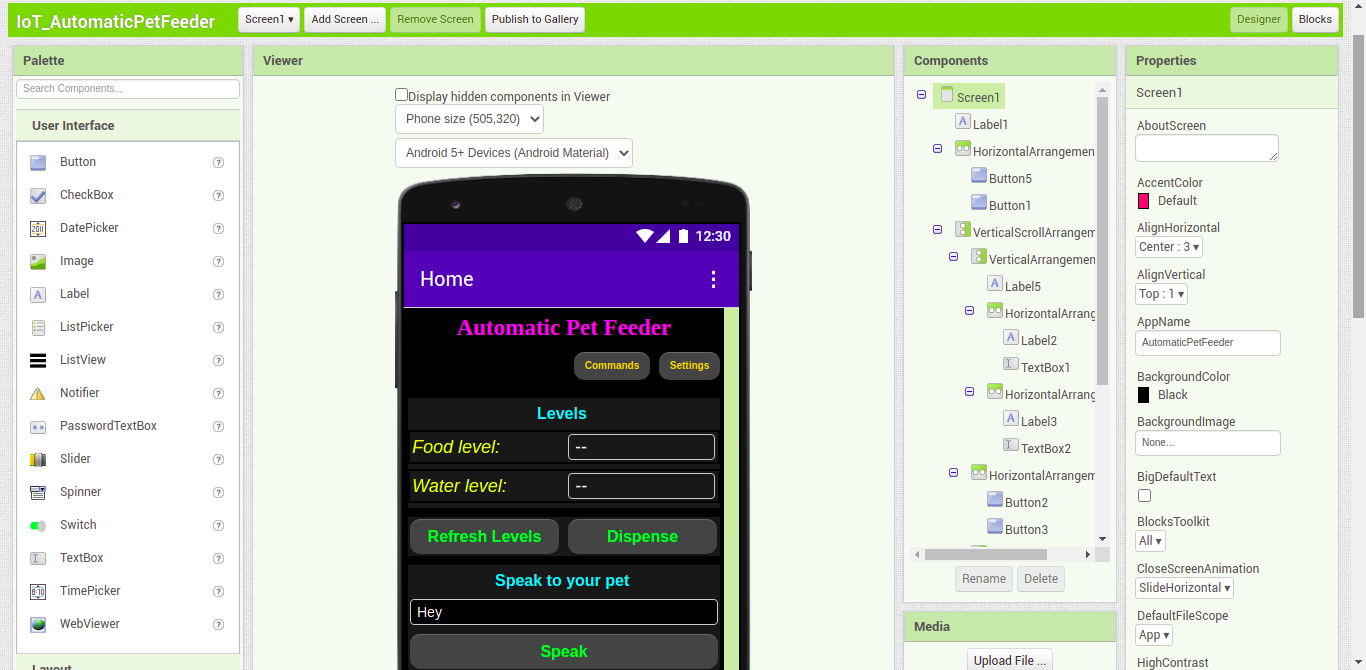 IoT_AutomaticPetFeeder
Screen1 ▾
Add Screen ...
Remove Screen
Publish to Gallery
Designer
Blocks
Palette
Search Components...
User Interface
Button
CheckBox
DatePicker
Image
Label
ListPicker
ListView
Notifier
PasswordTextBox
Slider
Spinner
Switch
TextBox
TimePicker
WebViewer
Viewer
Display hidden components in Viewer
Phone size (505,320)
Android 5+ Devices (Android Material)
12:30
Home
Automatic Pet Feeder
Commands
Settings
Levels
Food level:
--
Water level:
--
Refresh Levels
Dispense
Speak to your pet
Hey
Speak
Components
Screen1
Label1
HorizontalArrangemen
Button5
Button1
VerticalScrollArrangem
VerticalArrangemen
Label5
HorizontalArrang
Label2
TextBox1
HorizontalArrang
Label3
TextBox2
HorizontalArrangem
Button2
Button3
Rename
Delete
Media
Upload File ...
Properties
Screen1
AboutScreen
AccentColor
Default
AlignHorizontal
Center : 3 ▾
AlignVertical
Top : 1 ▾
AppName
AutomaticPetFeeder
BackgroundColor
Black
BackgroundImage
None...
BigDefaultText
BlocksToolkit
All ▾
CloseScreenAnimation
SlideHorizontal ▾
DefaultFileScope
App ▾
HighContrast